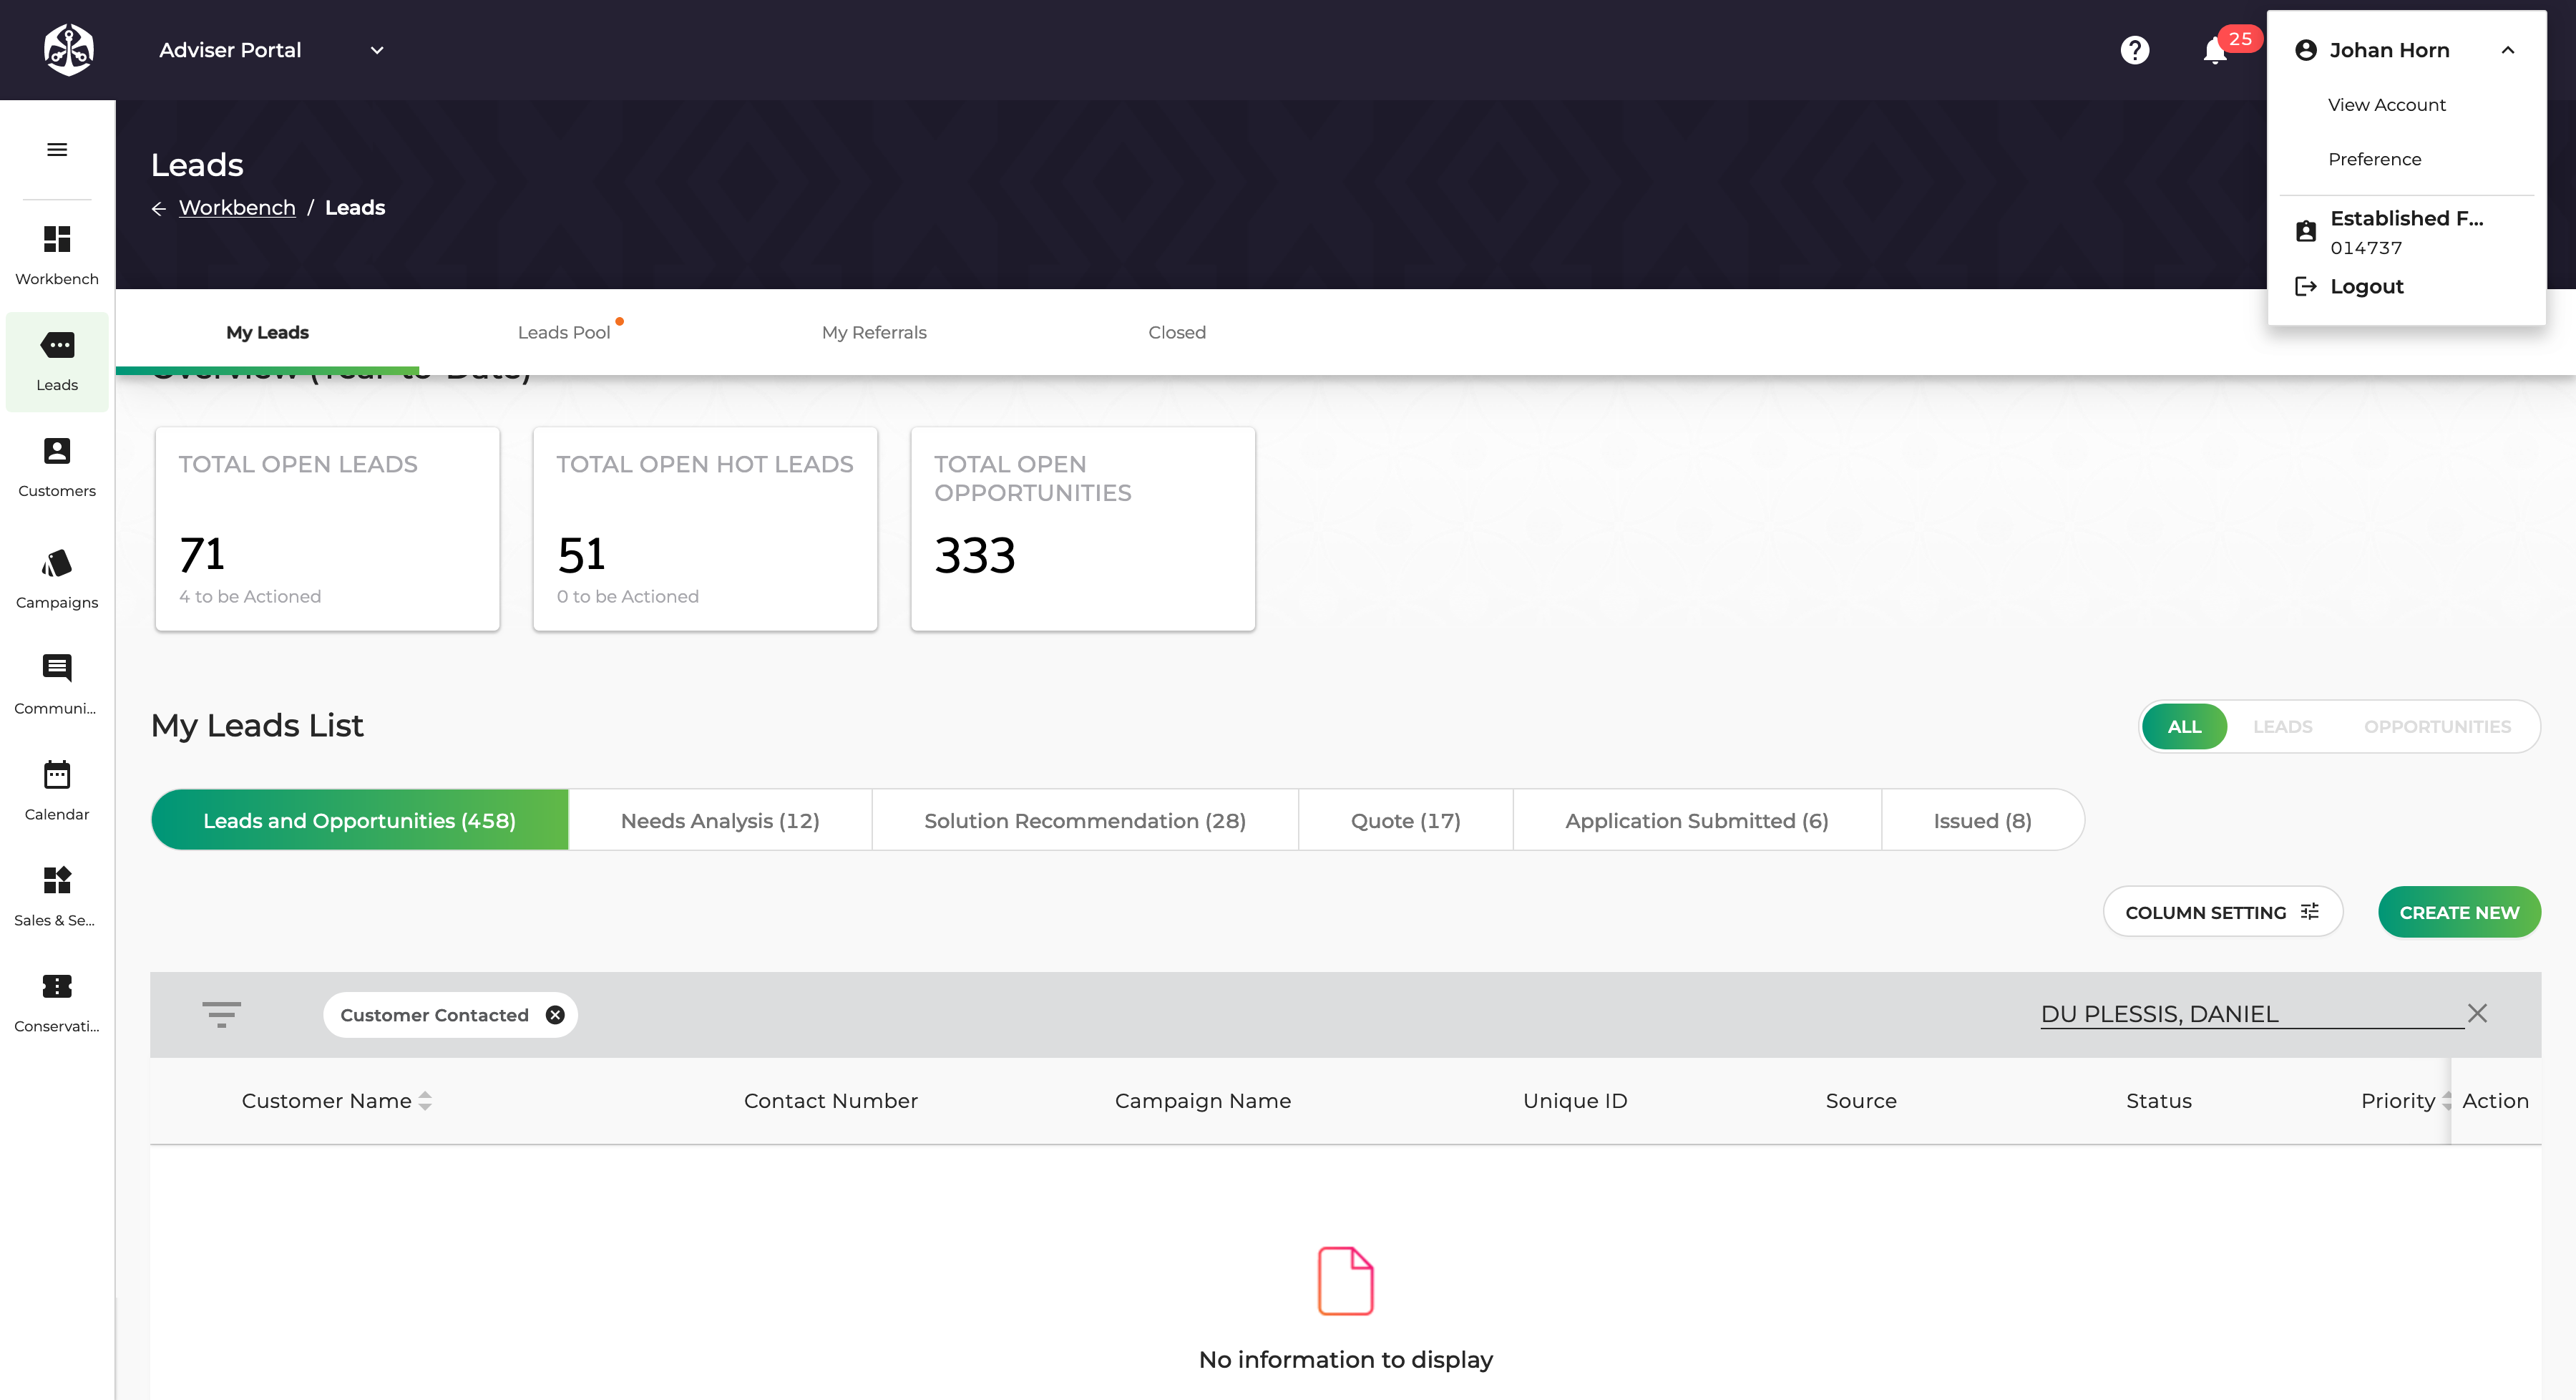 Adviser Portal
25
Johan Horn
View Account
Preference
Established F...
014737
Logout
Leads
Workbench / Leads
Workbench
Leads
Customers
Campaigns
Communi...
Calendar
Sales & Se...
Conservati...
My Leads
Leads Pool
My Referrals
Closed
Overview (Year-to-Date)
TOTAL OPEN LEADS
71
4 to be Actioned
TOTAL OPEN HOT LEADS
51
0 to be Actioned
TOTAL OPEN
OPPORTUNITIES
333
My Leads List
ALL LEADS OPPORTUNITIES
Leads and Opportunities (458) Needs Analysis (12) Solution Recommendation (28) Quote (17) Application Submitted (6) Issued (8)
COLUMN SETTING
CREATE NEW
Customer Contacted
DU PLESSIS, DANIEL
Customer Name Contact Number Campaign Name Unique ID Source Status Priority Action
No information to display